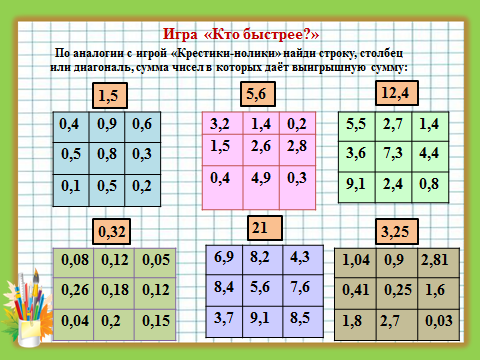 Игра «Кто быстрее?»
По аналогии с игрой «Крестики-нолики» найди строку, столбец
или диагональ, сумма чисел в которых даёт выигрышную сумму:
1,5
0,4 0,9 0,6
0,5 0,8 0,3
0,1 0,5 0,2
5,6
3,2 1,4 0,2
1,5 2,6 2,8
0,4 4,9 0,3
12,4
5,5 2,7 1,4
3,6 7,3 4,4
9,1 2,4 0,8
0,32
0,08 0,12 0,05
0,26 0,18 0,12
0,04 0,2 0,15
21
6,9 8,2 4,3
8,4 5,6 7,6
3,7 9,1 8,5
3,25
1,04 0,9 2,81
0,41 0,25 1,6
1,8 2,7 0,03